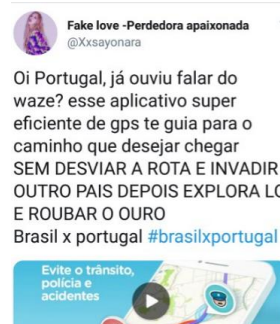 Fake love -Perdedora apaixonada
@Xxsayonara
Oi Portugal, já ouviu falar do
waze? esse aplicativo super
eficiente de gps te guia para o
caminho que desejar chegar
SEM DESVIAR A ROTA E INVADIR
OUTRO PAIS DEPOIS EXPLORA LO
E ROUBAR O OURO
Brasil x portugal #brasilxportugal
Evite o trânsito,
polícia e
acidentes